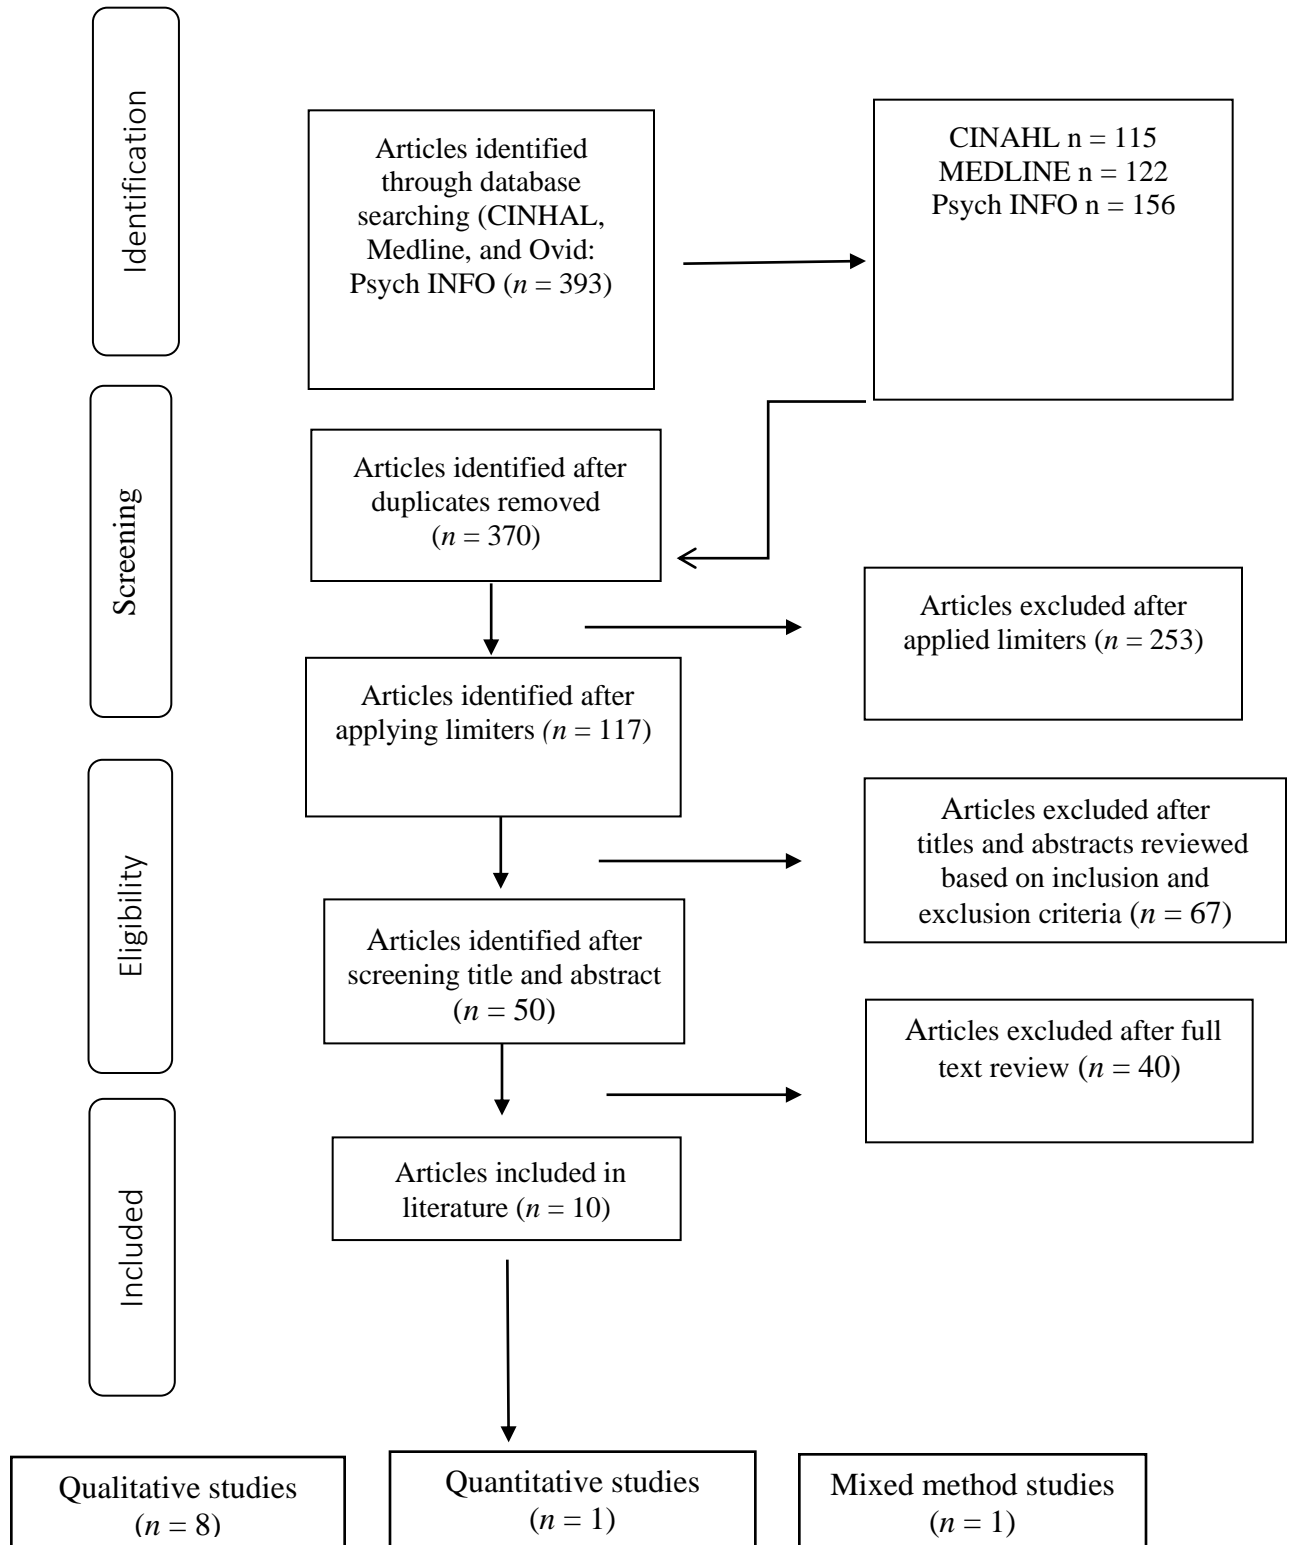 Identification
Articles identified
through database
searching (CINHAL,
Medline, and Ovid:
Psych INFO (n = 393)
CINAHL n = 115
MEDLINE n = 122
Psych INFO n = 156
Screening
Articles identified after
duplicates removed
(n = 370)
Articles excluded after
applied limiters (n = 253)
Articles identified after
applying limiters (n = 117)
Eligibility
Articles excluded after
titles and abstracts reviewed
based on inclusion and
exclusion criteria (n = 67)
Articles identified after
screening title and abstract
(n = 50)
Articles excluded after full
text review (n = 40)
Included
Articles included in
literature (n = 10)
Qualitative studies
(n = 8)
Quantitative studies
(n = 1)
Mixed method studies
(n = 1)